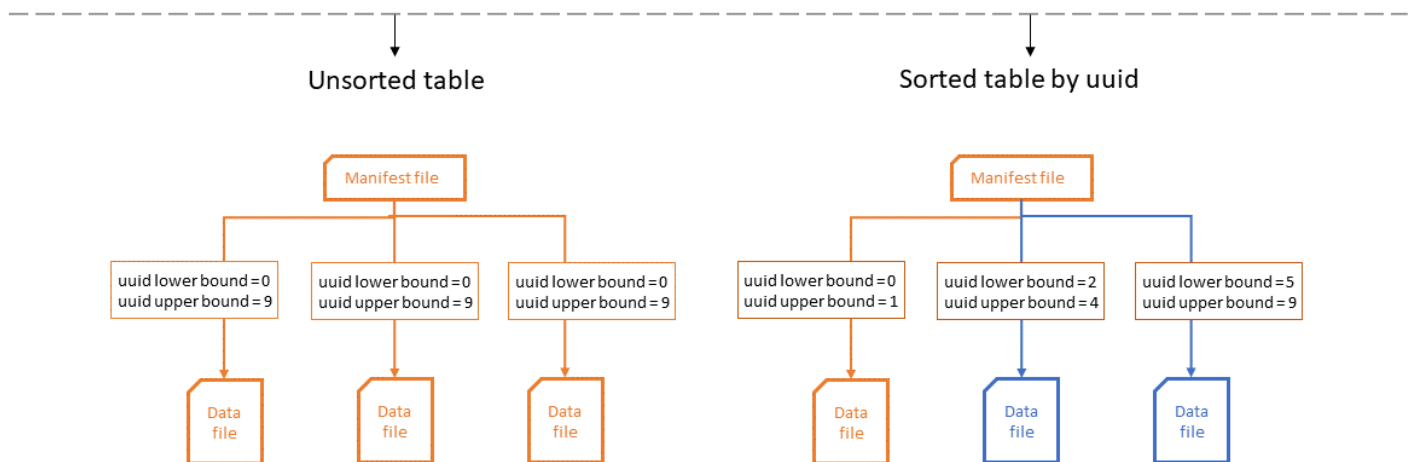 Unsorted table
Sorted table by uuid
Manifest file
Manifest file
uuid lower bound = 0
uuid upper bound = 9
uuid lower bound = 0
uuid upper bound = 9
uuid lower bound = 0
uuid upper bound = 9
uuid lower bound = 0
uuid upper bound = 1
uuid lower bound = 2
uuid upper bound = 4
uuid lower bound = 5
uuid upper bound = 9
Data
file
Data
file
Data
file
Data
file
Data
file
Data
file